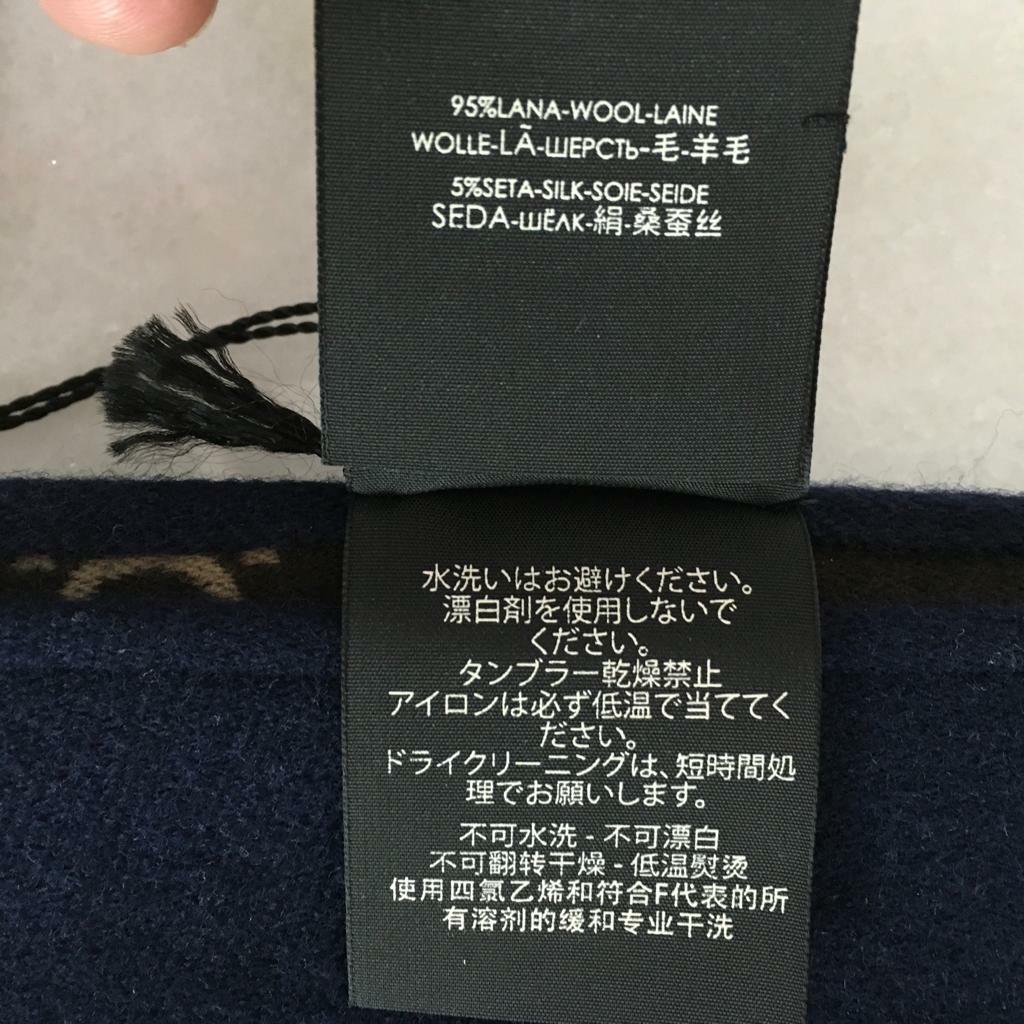 95%LANA-WOOL-LAINE
WOLLE-LÃ-ШЕРСТЬ-毛-羊毛
5%SETA-SILK-SOIE-SEIDE
SEDA-ШЁЛК-絹-桑蚕丝
水洗いはお避けください。
漂白剤を使用しないで
ください。
タンブラー乾燥禁止
アイロンは必ず低温で当ててく
ださい。
ドライクリーニングは、短時間処
理でお願いします。
不可水洗 - 不可漂白
不可翻转干燥 - 低温熨烫
使用四氯乙烯和符合F代表的所
有溶剂的缓和专业干洗